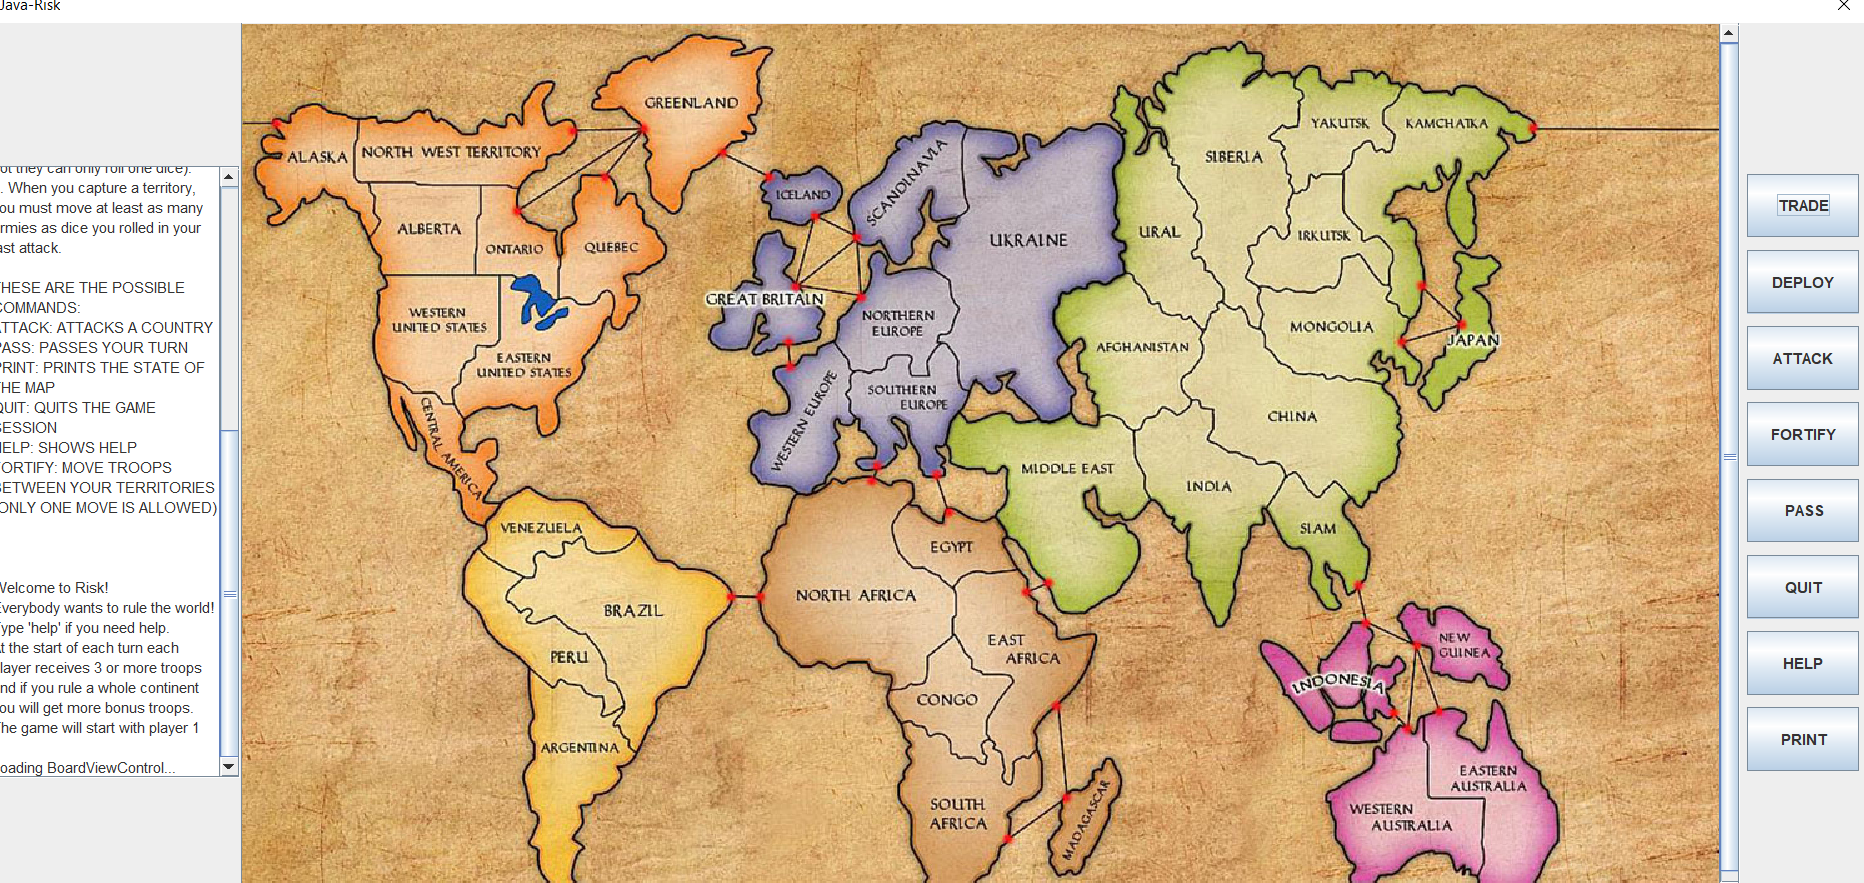 Java-Risk
out they can only roll one dice).
. When you capture a territory,
ou must move at least as many
rmies as dice you rolled in your
ast attack.
HESE ARE THE POSSIBLE
COMMANDS:
ATTACK: ATTACKS A COUNTRY
PASS: PASSES YOUR TURN
PRINT: PRINTS THE STATE OF
THE MAP
QUIT: QUITS THE GAME
SESSION
HELP: SHOWS HELP
FORTIFY: MOVE TROOPS
BETWEEN YOUR TERRITORIES
(ONLY ONE MOVE IS ALLOWED)
Welcome to Risk!
Everybody wants to rule the world!
Type 'help' if you need help.
At the start of each turn each
layer receives 3 or more troops
nd if you rule a whole continent
ou will get more bonus troops.
The game will start with player 1
oading BoardViewControl...
GREENLAND
ALASKA
NORTH WEST TERRITORY
ALBERTA
ONTARIO
QUEBEC
WESTERN
UNITED STATES
EASTERN
UNITED STATES
CENTRAL AMERICA
VENEZUELA
BRAZIL
PERU
ARGENTINA
ICELAND
SCANDINAVIA
UKRAINE
GREAT BRITAIN
NORTHERN
EUROPE
WESTERN EUROPE
SOUTHERN
EUROPE
NORTH AFRICA
EGYPT
EAST
AFRICA
CONGO
SOUTH
AFRICA
MADAGASCAR
YAKUTSK
KAMCHATKA
SIBERIA
URAL
IRKUTSK
MONGOLIA
JAPAN
AFGHANISTAN
CHINA
MIDDLE EAST
INDIA
SIAM
NEW
GUINEA
INDONESIA
EASTERN
AUSTRALIA
WESTERN
AUSTRALIA
TRADE
DEPLOY
ATTACK
FORTIFY
PASS
QUIT
HELP
PRINT